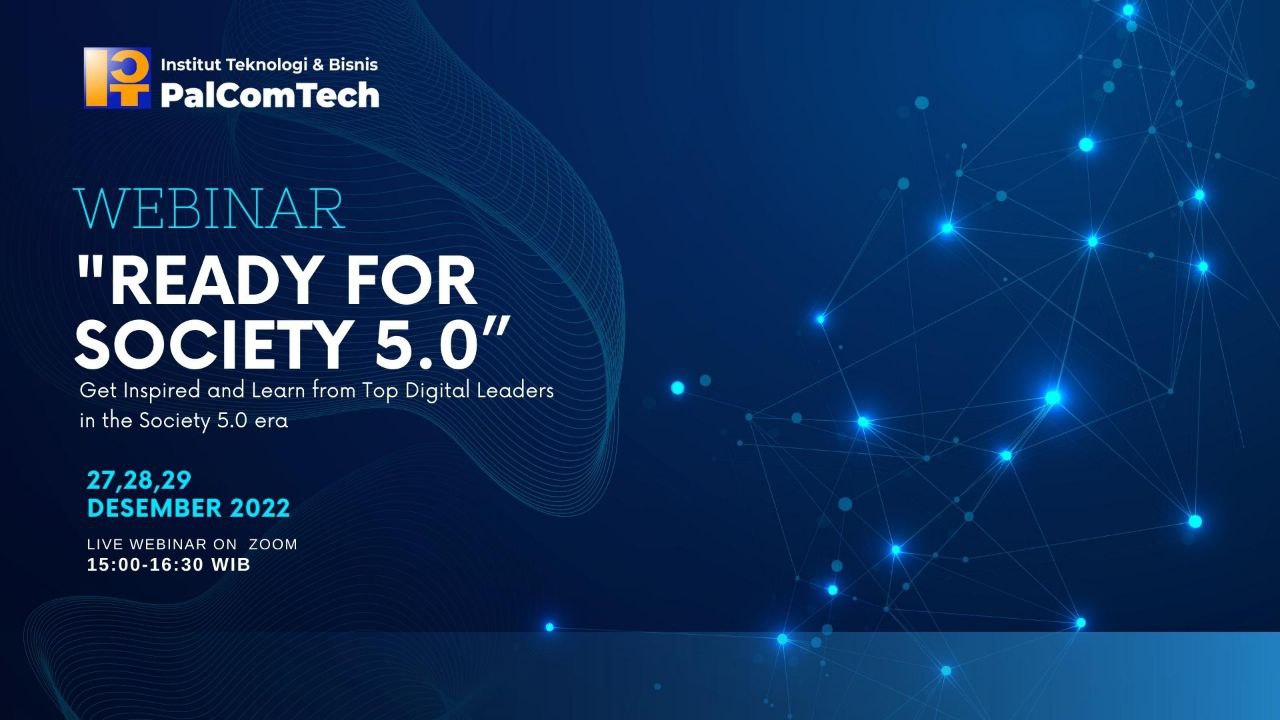 Institut Teknologi & Bisnis
PalComTech
WEBINAR
"READY FOR
SOCIETY 5.0”
Get Inspired and Learn from Top Digital Leaders
in the Society 5.0 era
27,28,29
DESEMBER 2022
LIVE WEBINAR ON ZOOM
15:00-16:30 WIB